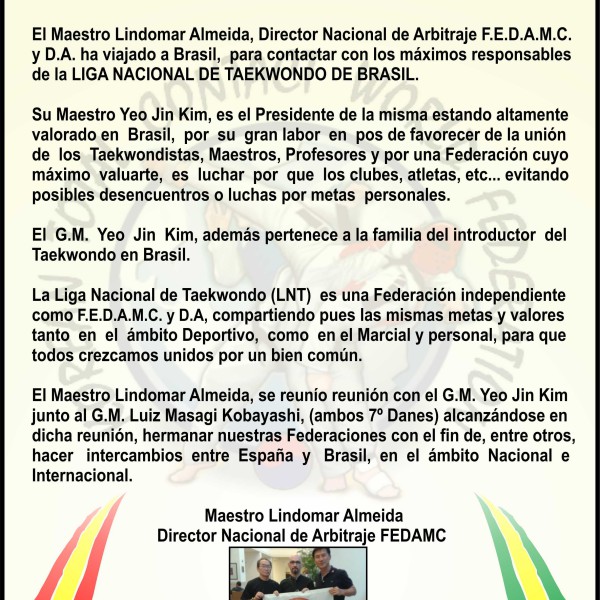 El Maestro Lindomar Almeida, Director Nacional de Arbitraje F.E.D.A.M.C.
y D.A. ha viajado a Brasil, para contactar con los máximos responsables
de la LIGA NACIONAL DE TAEKWONDO DE BRASIL.
Su Maestro Yeo Jin Kim, es el Presidente de la misma estando altamente
valorado en Brasil, por su gran labor en pos de favorecer de la unión
de los Taekwondistas, Maestros, Profesores y por una Federación cuyo
máximo valuarte, es luchar por que los clubes, atletas, etc... evitando
posibles desencuentros o luchas por metas personales.
El G.M. Yeo Jin Kim, además pertenece a la familia del introductor del
Taekwondo en Brasil.
La Liga Nacional de Taekwondo (LNT) es una Federación independiente
como F.E.D.A.M.C. y D.A, compartiendo pues las mismas metas y valores
tanto en el ámbito Deportivo, como en el Marcial y personal, para que
todos crezcamos unidos por un bien común.
El Maestro Lindomar Almeida, se reunío reunión con el G.M. Yeo Jin Kim
junto al G.M. Luiz Masagi Kobayashi, (ambos 7º Danes) alcanzándose en
dicha reunión, hermanar nuestras Federaciones con el fin de, entre otros,
hacer intercambios entre España y Brasil, en el ámbito Nacional e
Internacional.
Maestro Lindomar Almeida
Director Nacional de Arbitraje FEDAMC
CONTACT WORLD FEDERATION